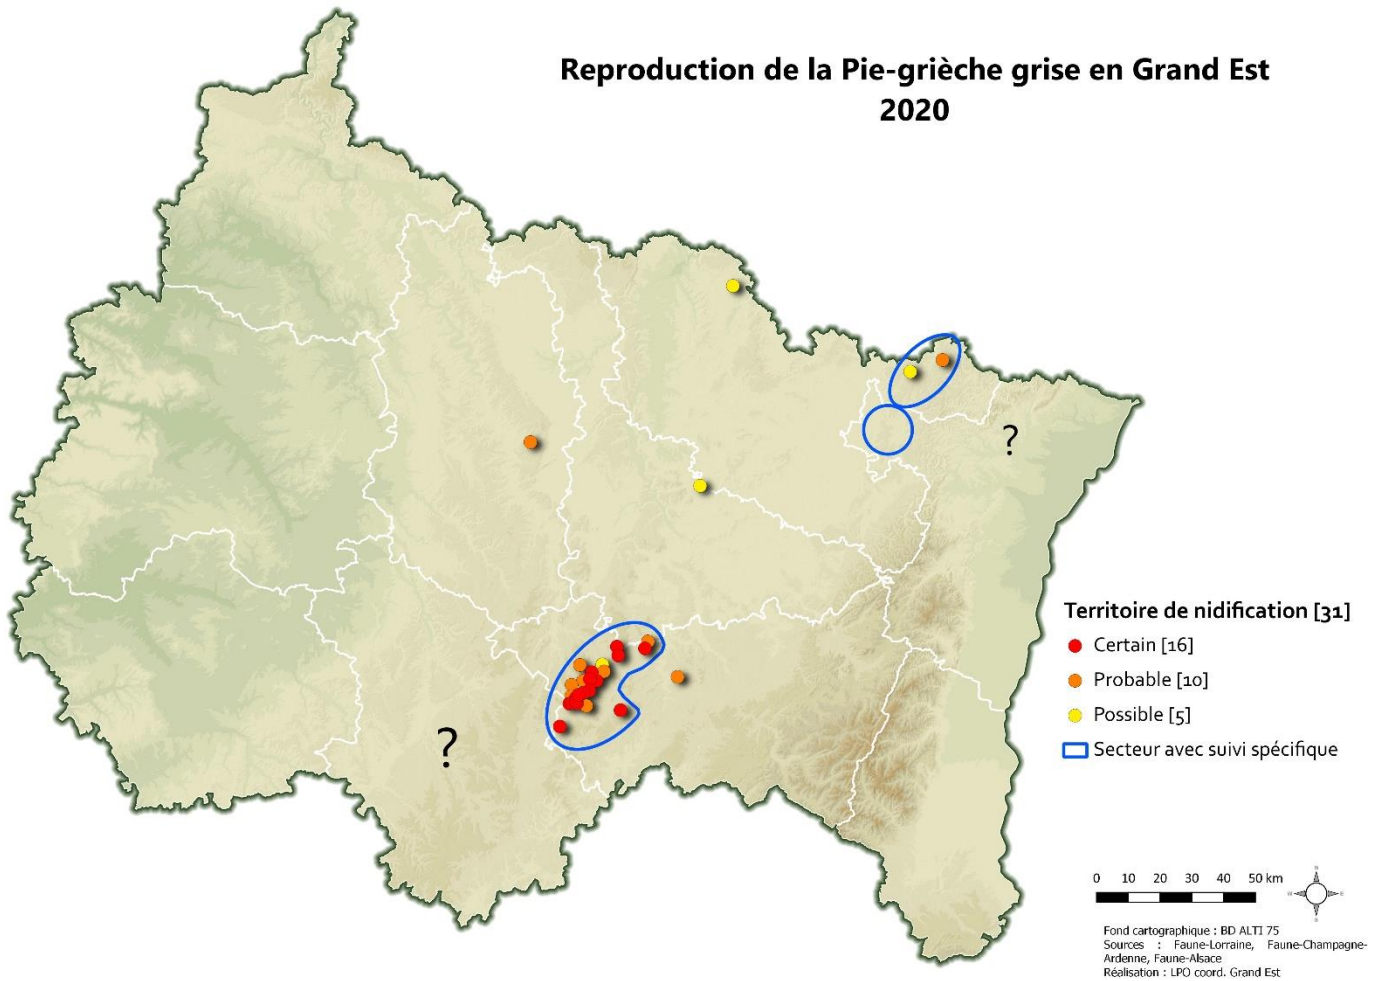 Reproduction de la Pie-grièche grise en Grand Est
2020
?
?
Territoire de nidification [31]
Certain [16]
Probable [10]
Possible [5]
Secteur avec suivi spécifique
0 10 20 30 40 50 km
N
W E
S
Fond cartographique : BD ALTI 75
Sources : Faune-Lorraine, Faune-Champagne-
Ardenne, Faune-Alsace
Réalisation : LPO coord. Grand Est